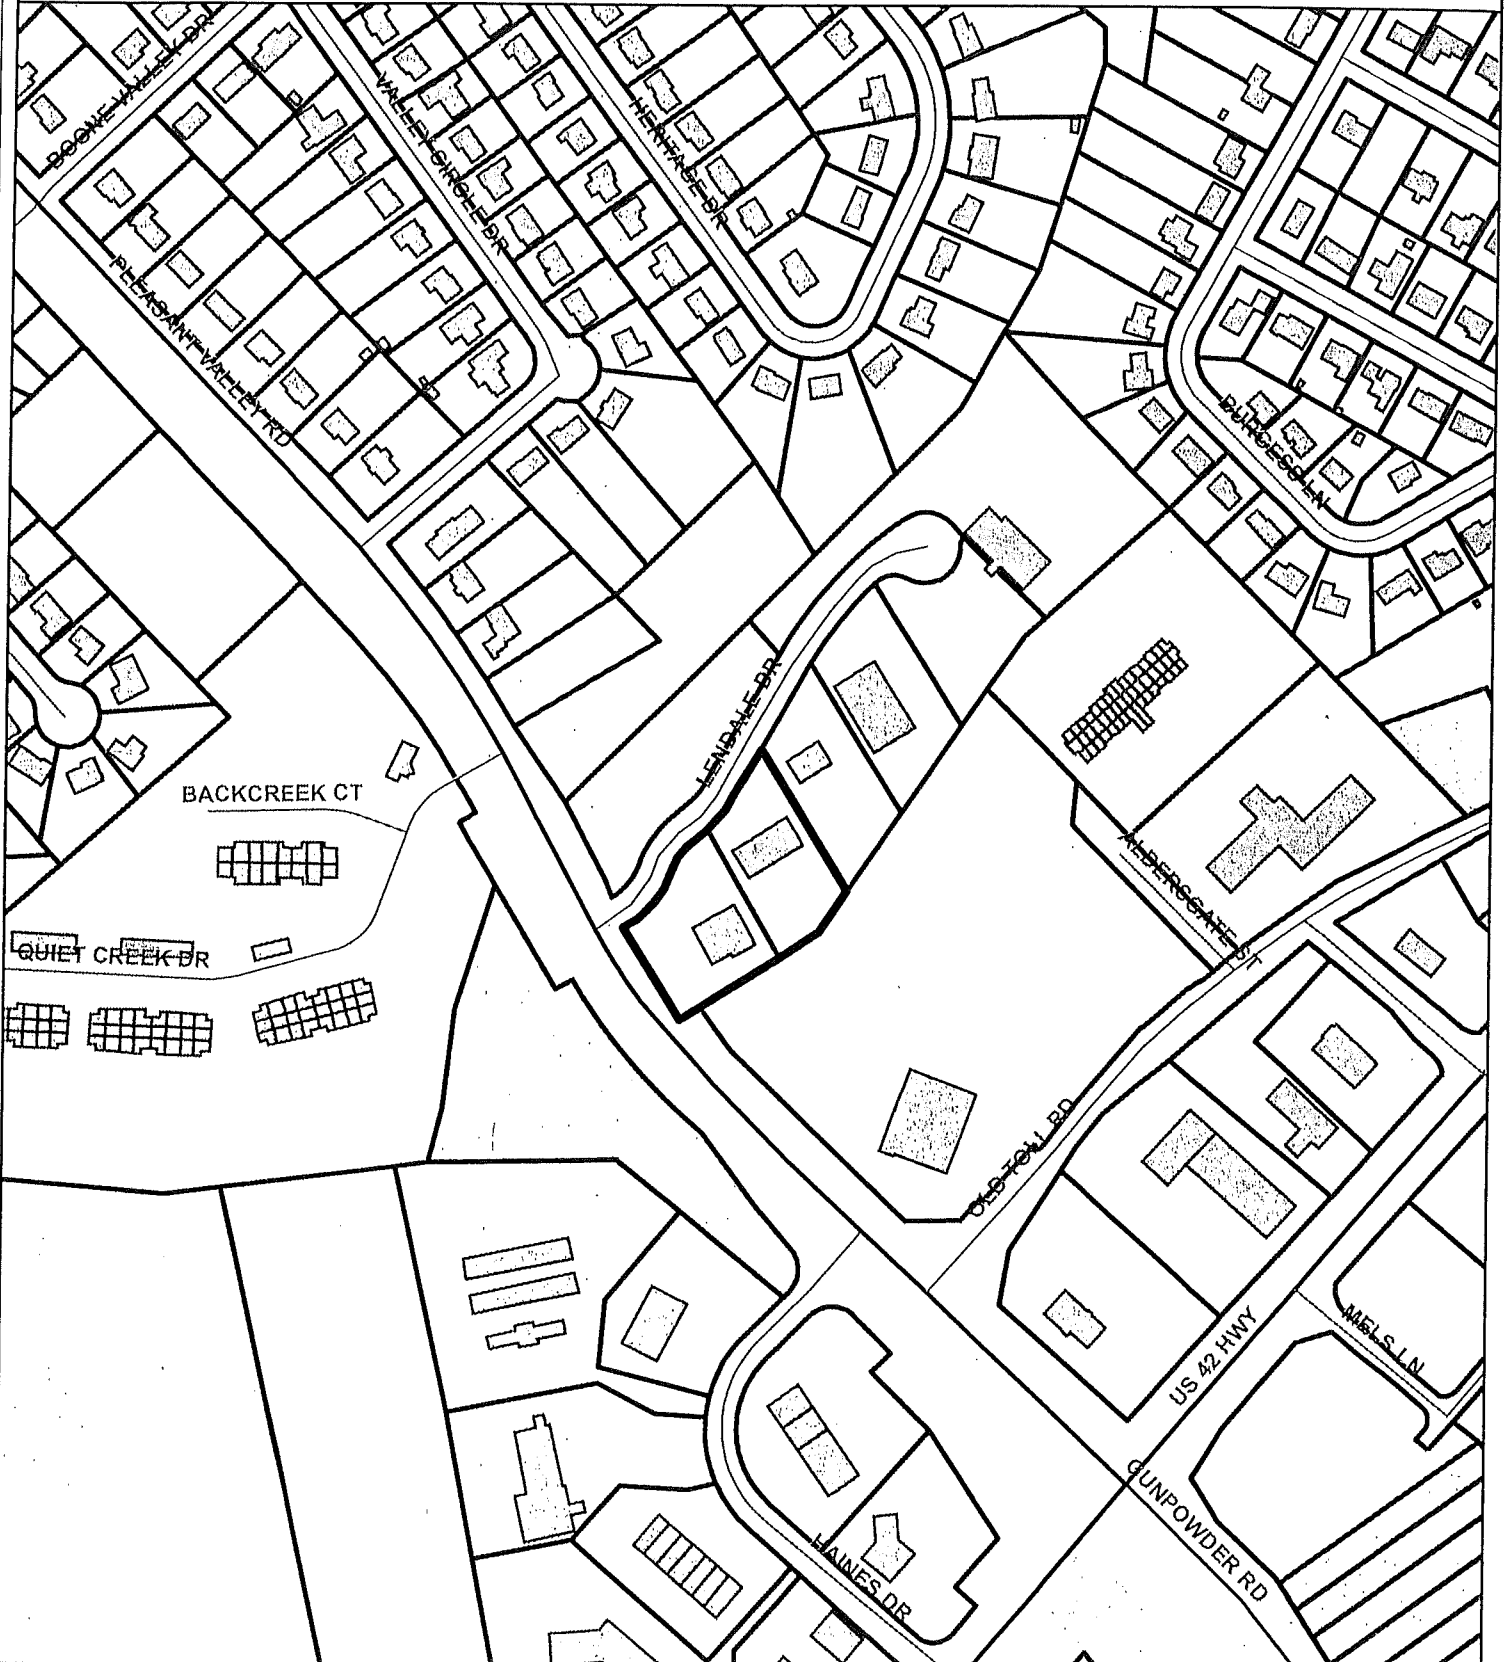 BOONE VALLEY DR
VALLEY CIRCLE DR
HERITAGE DR
PLEASANT VALLEY RD
BURGESS LN
LENDALE DR
BACKCREEK CT
ALDERSGATE ST
QUIET CREEK DR
OLD TOLL RD
MELS LN
US 42 HWY
GUNPOWDER RD
HAINES DR